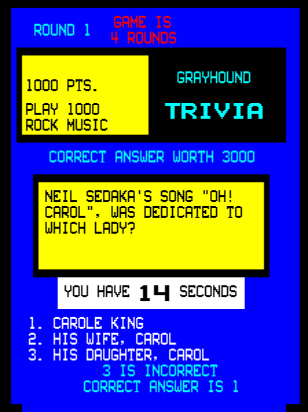 ROUND 1
GAME IS
4 ROUNDS
1000 PTS.
PLAY 1000
ROCK MUSIC
GRAYHOUND
TRIVIA
CORRECT ANSWER WORTH 3000
NEIL SEDAKA'S SONG "OH!
CAROL", WAS DEDICATED TO
WHICH LADY?
YOU HAVE 14 SECONDS
1. CAROLE KING
2. HIS WIFE, CAROL
3. HIS DAUGHTER, CAROL
3 IS INCORRECT
CORRECT ANSWER IS 1